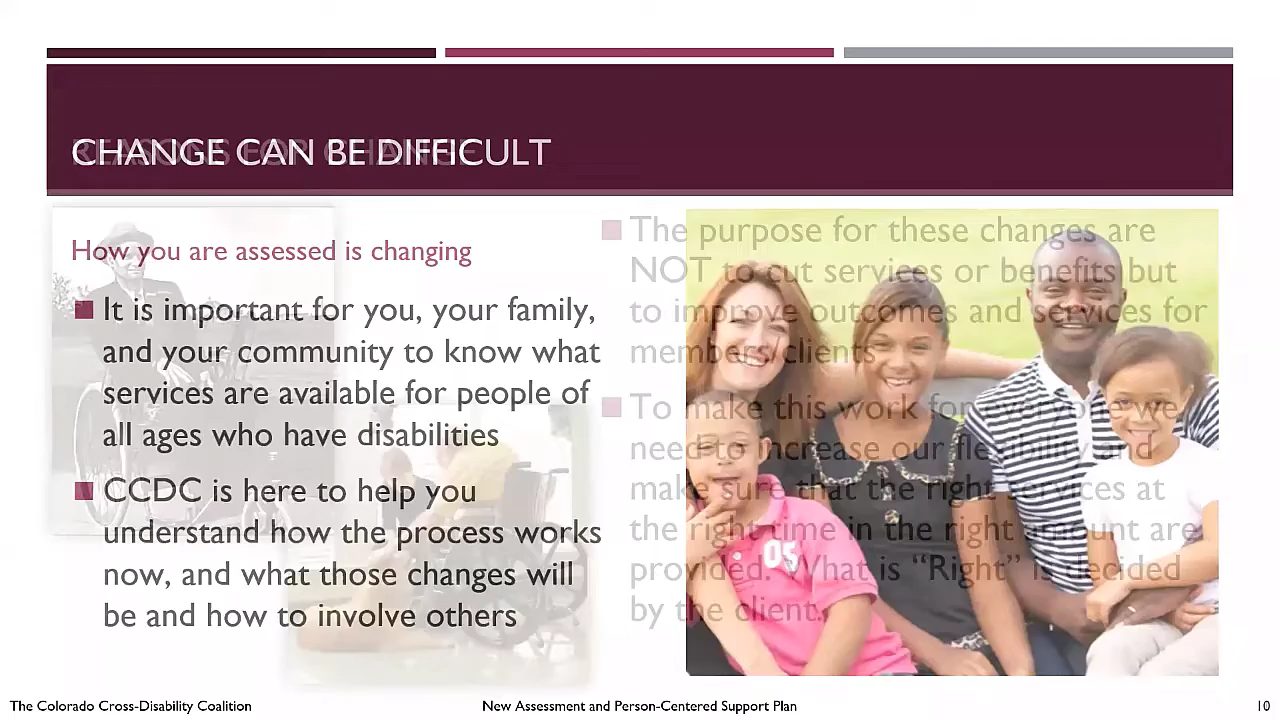 CHANGE CAN BE DIFFICULT
REASONS FOR CHANGE
How you are assessed is changing
It is important for you, your family,
and your community to know what
services are available for people of
all ages who have disabilities
CCDC is here to help you
understand how the process works
now, and what those changes will
be and how to involve others
The purpose for these changes are
NOT to cut services or benefits but
to improve outcomes and services for
members/clients
To make this work for everyone we
need to increase our flexibility and
make sure that the right services at
the right time in the right amount are
provided. What is “Right” is decided
by the client.
05
The Colorado Cross-Disability Coalition
New Assessment and Person-Centered Support Plan
10